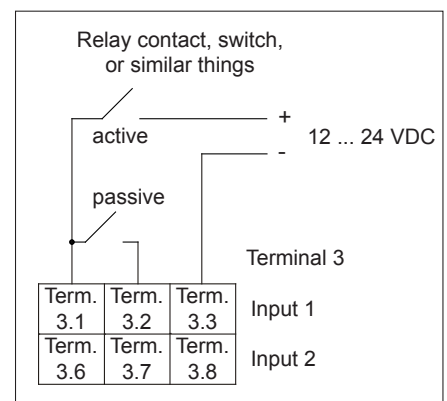 Relay contact, switch,
or similar things
+
active
12 ... 24 VDC
-
passive
Terminal 3
Term. Term. Term.
3.1 3.2 3.3
Input 1
Term. Term. Term.
3.6 3.7 3.8
Input 2